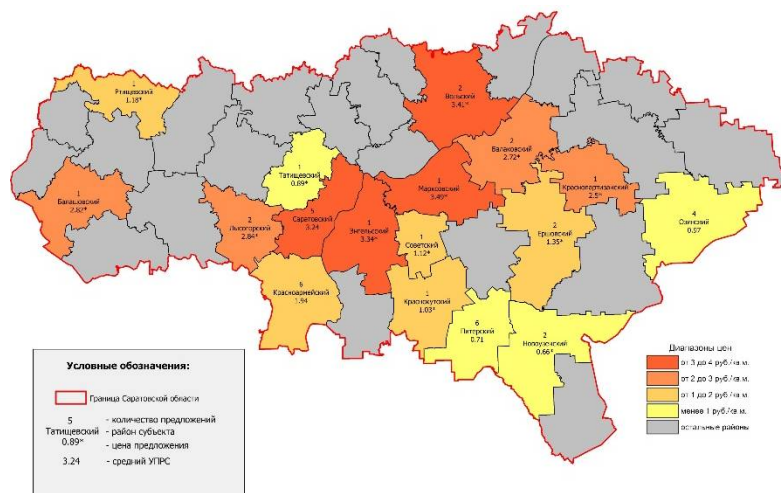 1
Ртищевский
1.18*
2
Вольский
3.41*
2
Балаковский
2.72*
1
Татищевский
0.89*
1
Марксовский
3.49*
1
Краснопартизанский
2.5*
1
Балашовский
2.82*
2
Лысогорский
2.84*
5
Саратовский
3.24
1
Энгельсский
3.34*
1
Советский
1.12*
2
Ершовский
1.35*
4
Озинский
0.97
6
Красноармейский
1.94
1
Краснокутский
1.03*
6
Питерский
0.71
2
Новоузенский
0.66*
Диапазоны цен
от 3 до 4 руб./кв.м.
от 2 до 3 руб./кв.м.
от 1 до 2 руб./кв.м.
менее 1 руб./кв.м.
остальные районы
Условные обозначения:
Граница Саратовской области
5 - количество предложений
Татищевский - район субъекта
0.89* - цена предложения
3.24 - средний УПРС